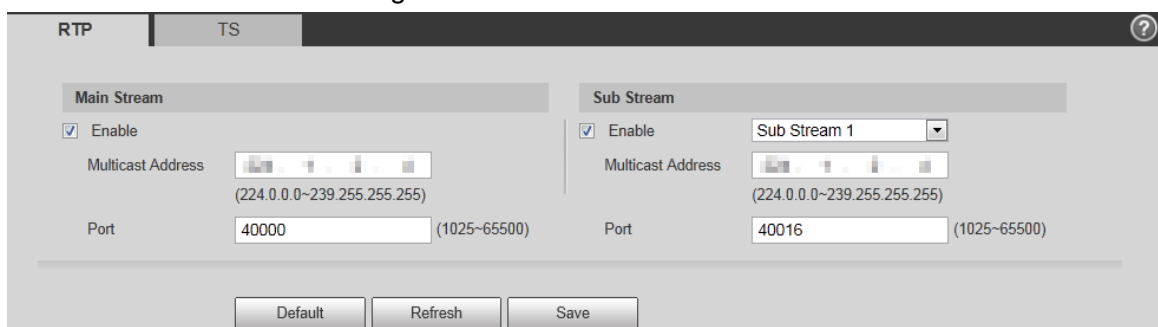 RTP TS ?
Main Stream
Enable
Multicast Address
(224.0.0.0~239.255.255.255)
Port 40000 (1025~65500)
Sub Stream
Enable Sub Stream 1
Multicast Address
(224.0.0.0~239.255.255.255)
Port 40016 (1025~65500)
Default Refresh Save